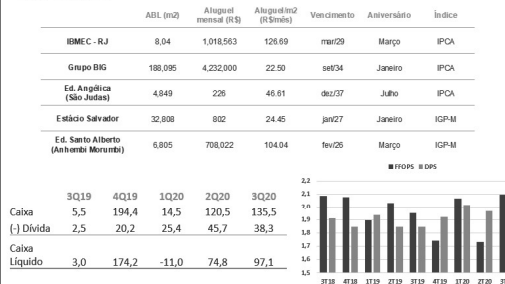 ABL (m2) Aluguel mensal (R$) Aluguel/m2 (R$/mês) Vencimento Aniversário Índice
IBMEC - RJ 8,04 1,018,563 126.69 mar/29 Março IPCA
Grupo BIG 188,095 4,232,000 22.50 set/34 Janeiro IPCA
Ed. Angélica (São Judas) 4,849 226 46.61 dez/37 Julho IPCA
Estácio Salvador 32,808 802 24.45 jan/27 Janeiro IGP-M
Ed. Santo Alberto (Anhembi Morumbi) 6,805 708,022 104.04 fev/26 Março IGP-M
3Q19 4Q19 1Q20 2Q20 3Q20
Caixa 5,5 194,4 14,5 120,5 135,5
(-) Dívida 2,5 20,2 25,4 45,7 38,3
Caixa Líquido 3,0 174,2 -11,0 74,8 97,1
FFOPS DPS
2,2
2,1
2,0
1,9
1,8
1,7
1,6
1,5
3T18 4T18 1T19 2T19 3T19 4T19 1T20 2T20